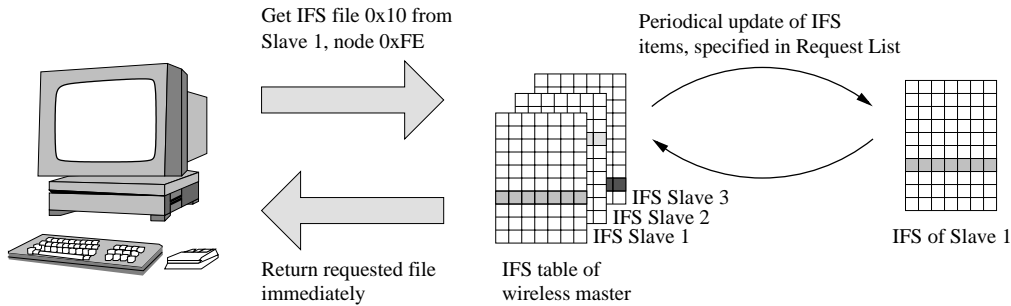 Get IFS file 0x10 from
Slave 1, node 0xFE
Periodical update of IFS
items, specified in Request List
IFS Slave 3
IFS Slave 2
IFS Slave 1
IFS of Slave 1
Return requested file
immediately
IFS table of
wireless master